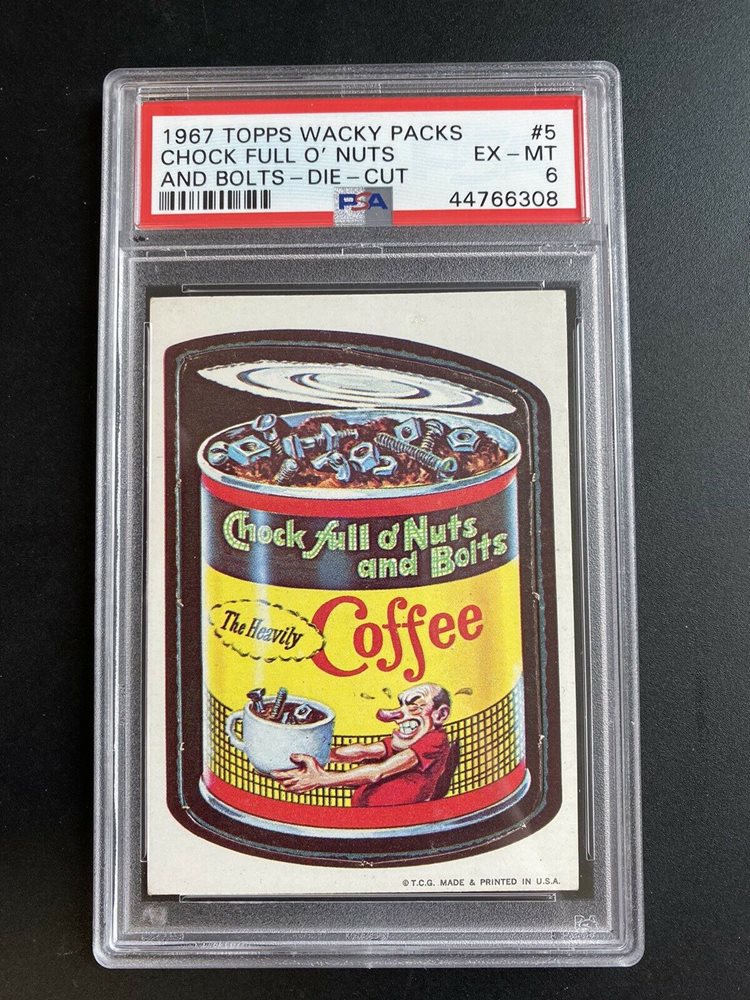 1967 TOPPS WACKY PACKS #5
CHOCK FULL O' NUTS EX-MT
AND BOLTS-DIE-CUT 6
PSA 44766308
Chock full o' Nuts
and Bolts
The Heavily
Coffee
© T.C.G. MADE & PRINTED IN U.S.A.